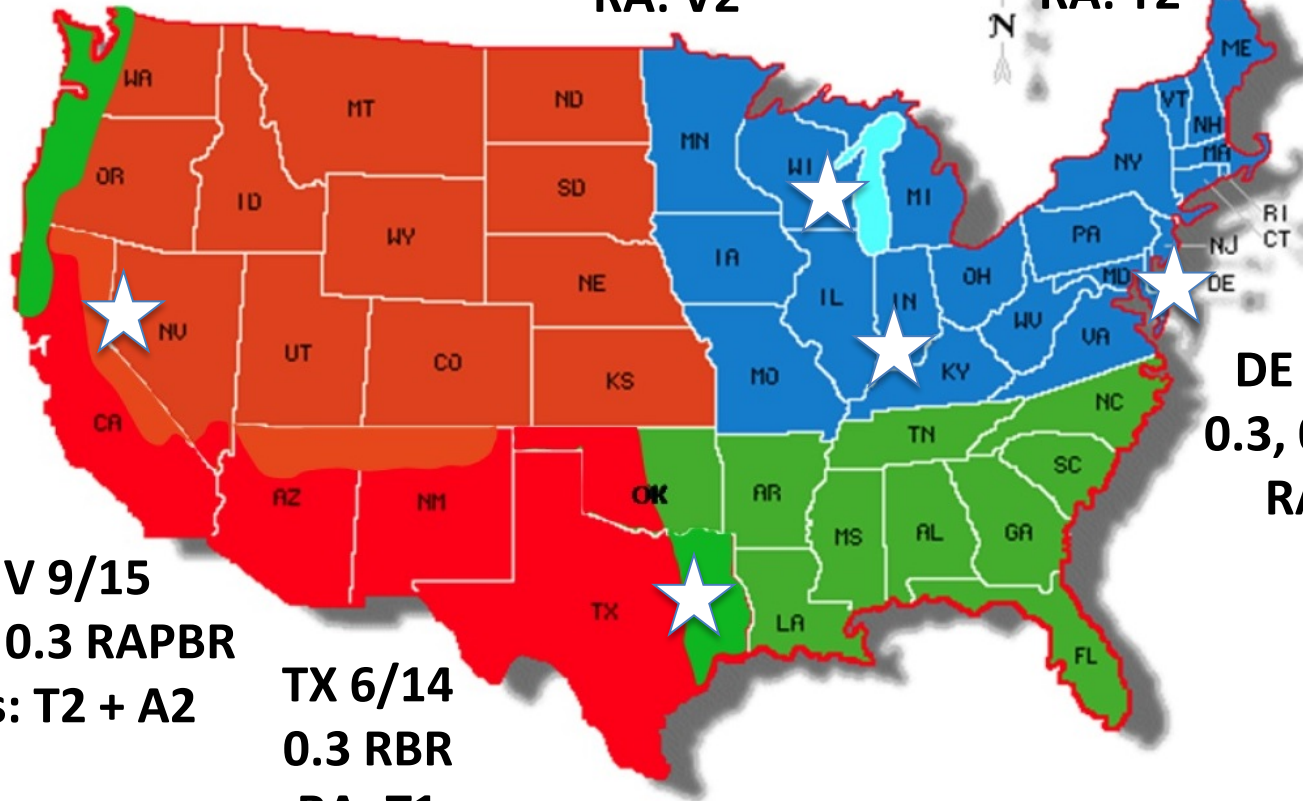 RA: V2
RA: T2
N
ME
WA
MT
ND
MN
VT
NH
MA
NY
OR
ID
SD
WI
MI
WY
RI
CT
PA
NJ
IA
OH
MD
DE
NE
IL
IN
NV
UT
CO
WV
VA
KS
MO
KY
DE
CA
NC
0.3,
TN
SC
AZ
NM
OK
AR
MS
AL
GA
RA
V 9/15
TX
LA
0.3 RAPBR
FL
s: T2 + A2
TX 6/14
0.3 RBR
RA: T1